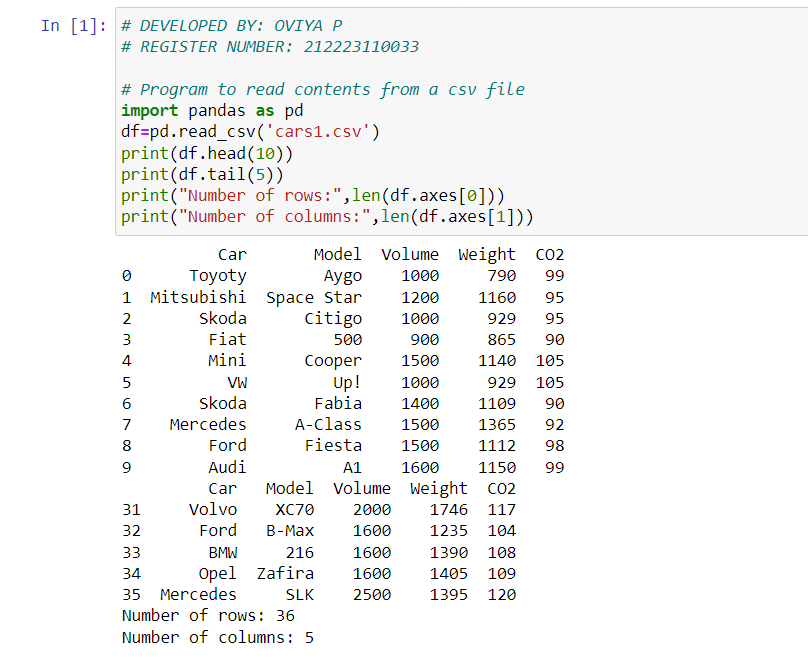 In [1]: # DEVELOPED BY: OVIYA P
# REGISTER NUMBER: 212223110033
# Program to read contents from a csv file
import pandas as pd
df=pd.read_csv('cars1.csv')
print(df.head(10))
print(df.tail(5))
print("Number of rows:",len(df.axes[0]))
print("Number of columns:",len(df.axes[1]))
Car Model Volume Weight CO2
0 Toyoty Aygo 1000 790 99
1 Mitsubishi Space Star 1200 1160 95
2 Skoda Citigo 1000 929 95
3 Fiat 500 900 865 90
4 Mini Cooper 1500 1140 105
5 VW Up! 1000 929 105
6 Skoda Fabia 1400 1109 90
7 Mercedes A-Class 1500 1365 92
8 Ford Fiesta 1500 1112 98
9 Audi A1 1600 1150 99
Car Model Volume Weight CO2
31 Volvo XC70 2000 1746 117
32 Ford B-Max 1600 1235 104
33 BMW 216 1600 1390 108
34 Opel Zafira 1600 1405 109
35 Mercedes SLK 2500 1395 120
Number of rows: 36
Number of columns: 5